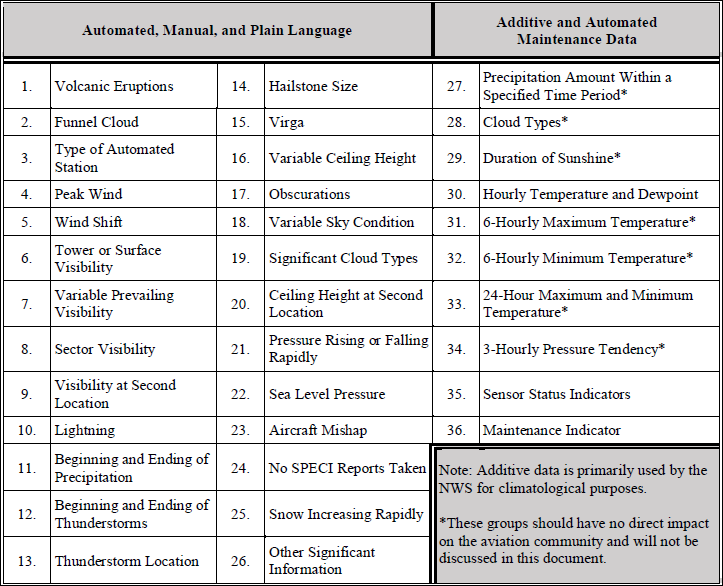 Automated, Manual, and Plain Language
Additive and Automated
Maintenance Data
1. Volcanic Eruptions
2. Funnel Cloud
3. Type of Automated
Station
4. Peak Wind
5. Wind Shift
6. Tower or Surface
Visibility
7. Variable Prevailing
Visibility
8. Sector Visibility
9. Visibility at Second
Location
10. Lightning
11. Beginning and Ending of
Precipitation
12. Beginning and Ending of
Thunderstorms
13. Thunderstorm Location
14. Hailstone Size
15. Virga
16. Variable Ceiling Height
17. Obscurations
18. Variable Sky Condition
19. Significant Cloud Types
20. Ceiling Height at Second
Location
21. Pressure Rising or Falling
Rapidly
22. Sea Level Pressure
23. Aircraft Mishap
24. No SPECI Reports Taken
25. Snow Increasing Rapidly
26. Other Significant
Information
27. Precipitation Amount Within a
Specified Time Period*
28. Cloud Types*
29. Duration of Sunshine*
30. Hourly Temperature and Dewpoint
31. 6-Hourly Maximum Temperature*
32. 6-Hourly Minimum Temperature*
33. 24-Hour Maximum and Minimum
Temperature*
34. 3-Hourly Pressure Tendency*
35. Sensor Status Indicators
36. Maintenance Indicator
Note: Additive data is primarily used by the
NWS for climatological purposes.
*These groups should have no direct impact
on the aviation community and will not be
discussed in this document.